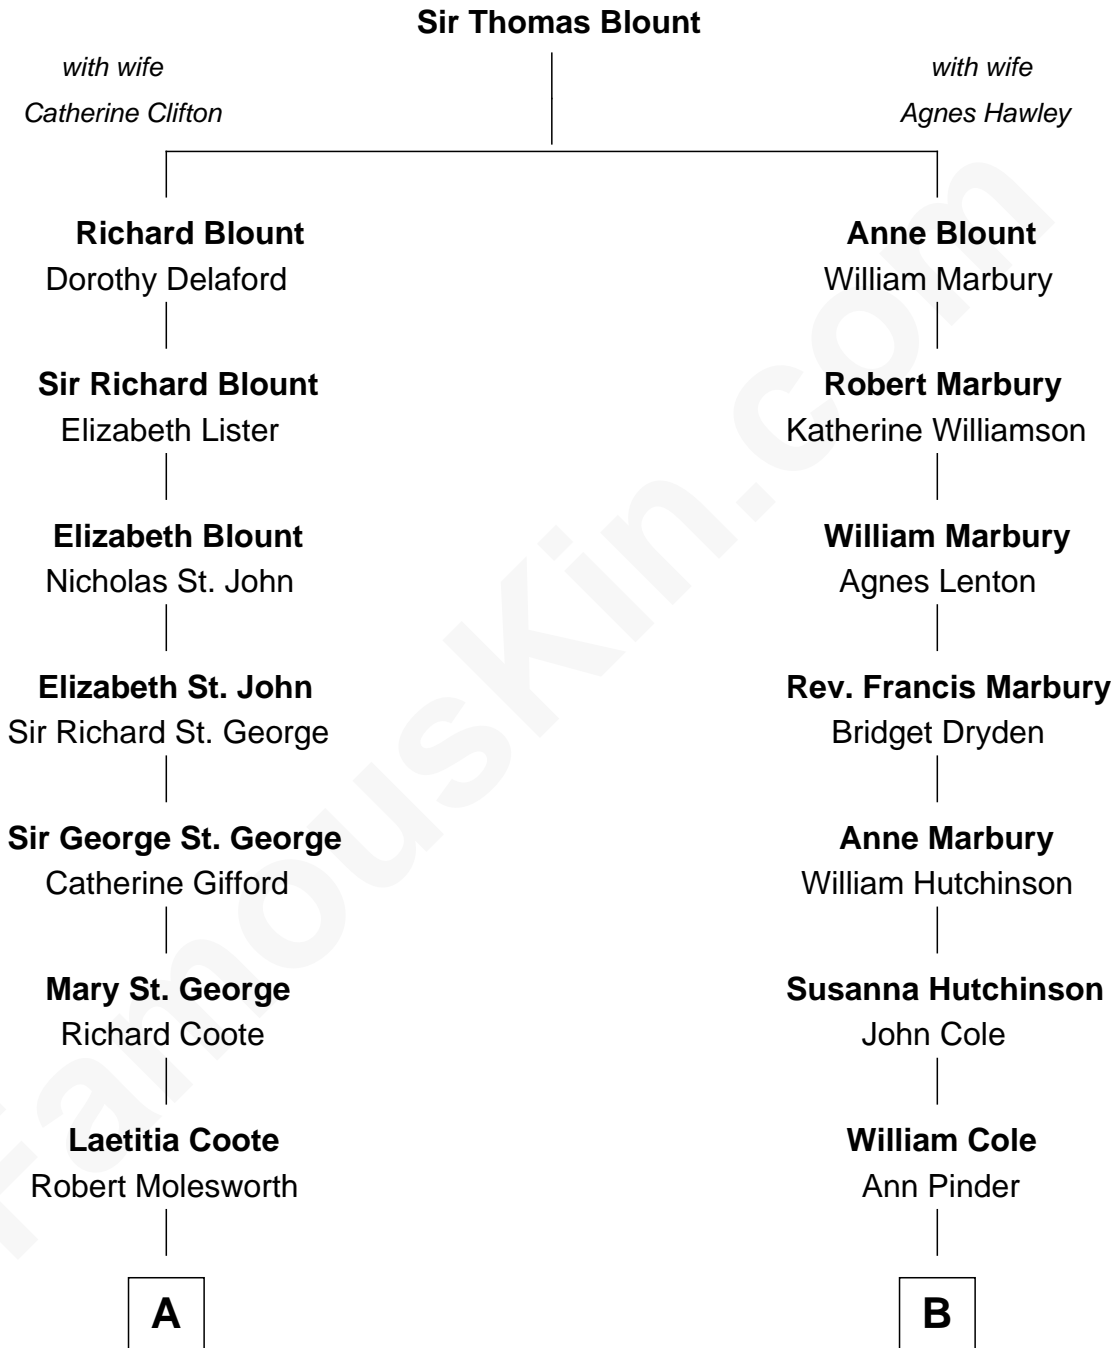 Sir Thomas Blount
with wife
Catherine Clifton
with wife
Agnes Hawley
Richard Blount
Dorothy Delaford
Anne Blount
William Marbury
Sir Richard Blount
Elizabeth Lister
Robert Marbury
Katherine Williamson
Elizabeth Blount
Nicholas St. John
William Marbury
Agnes Lenton
Elizabeth St. John
Sir Richard St. George
Rev. Francis Marbury
Bridget Dryden
Sir George St. George
Catherine Gifford
Anne Marbury
William Hutchinson
Mary St. George
Richard Coote
Susanna Hutchinson
John Cole
Laetitia Coote
Robert Molesworth
William Cole
Ann Pinder
A
B
FamousKin.com